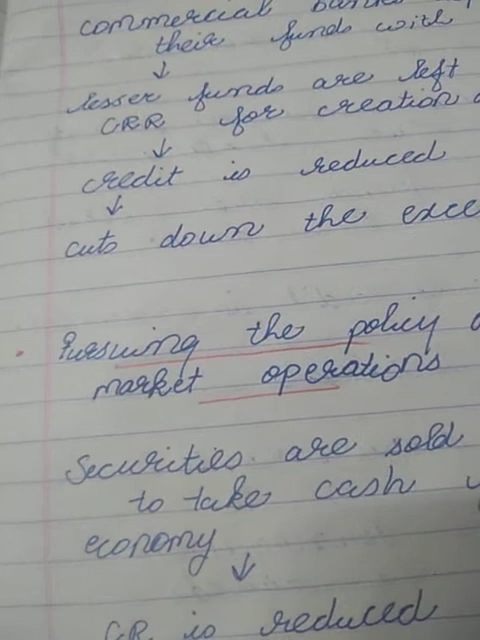 commercial banks
their funds with
↓
lesser funds are left
CRR for creation
↓
credit is reduced
↓
cuts down the exce
Pursuing the policy
market operations
Securities are sold
to take cash
economy
↓
CR is reduced